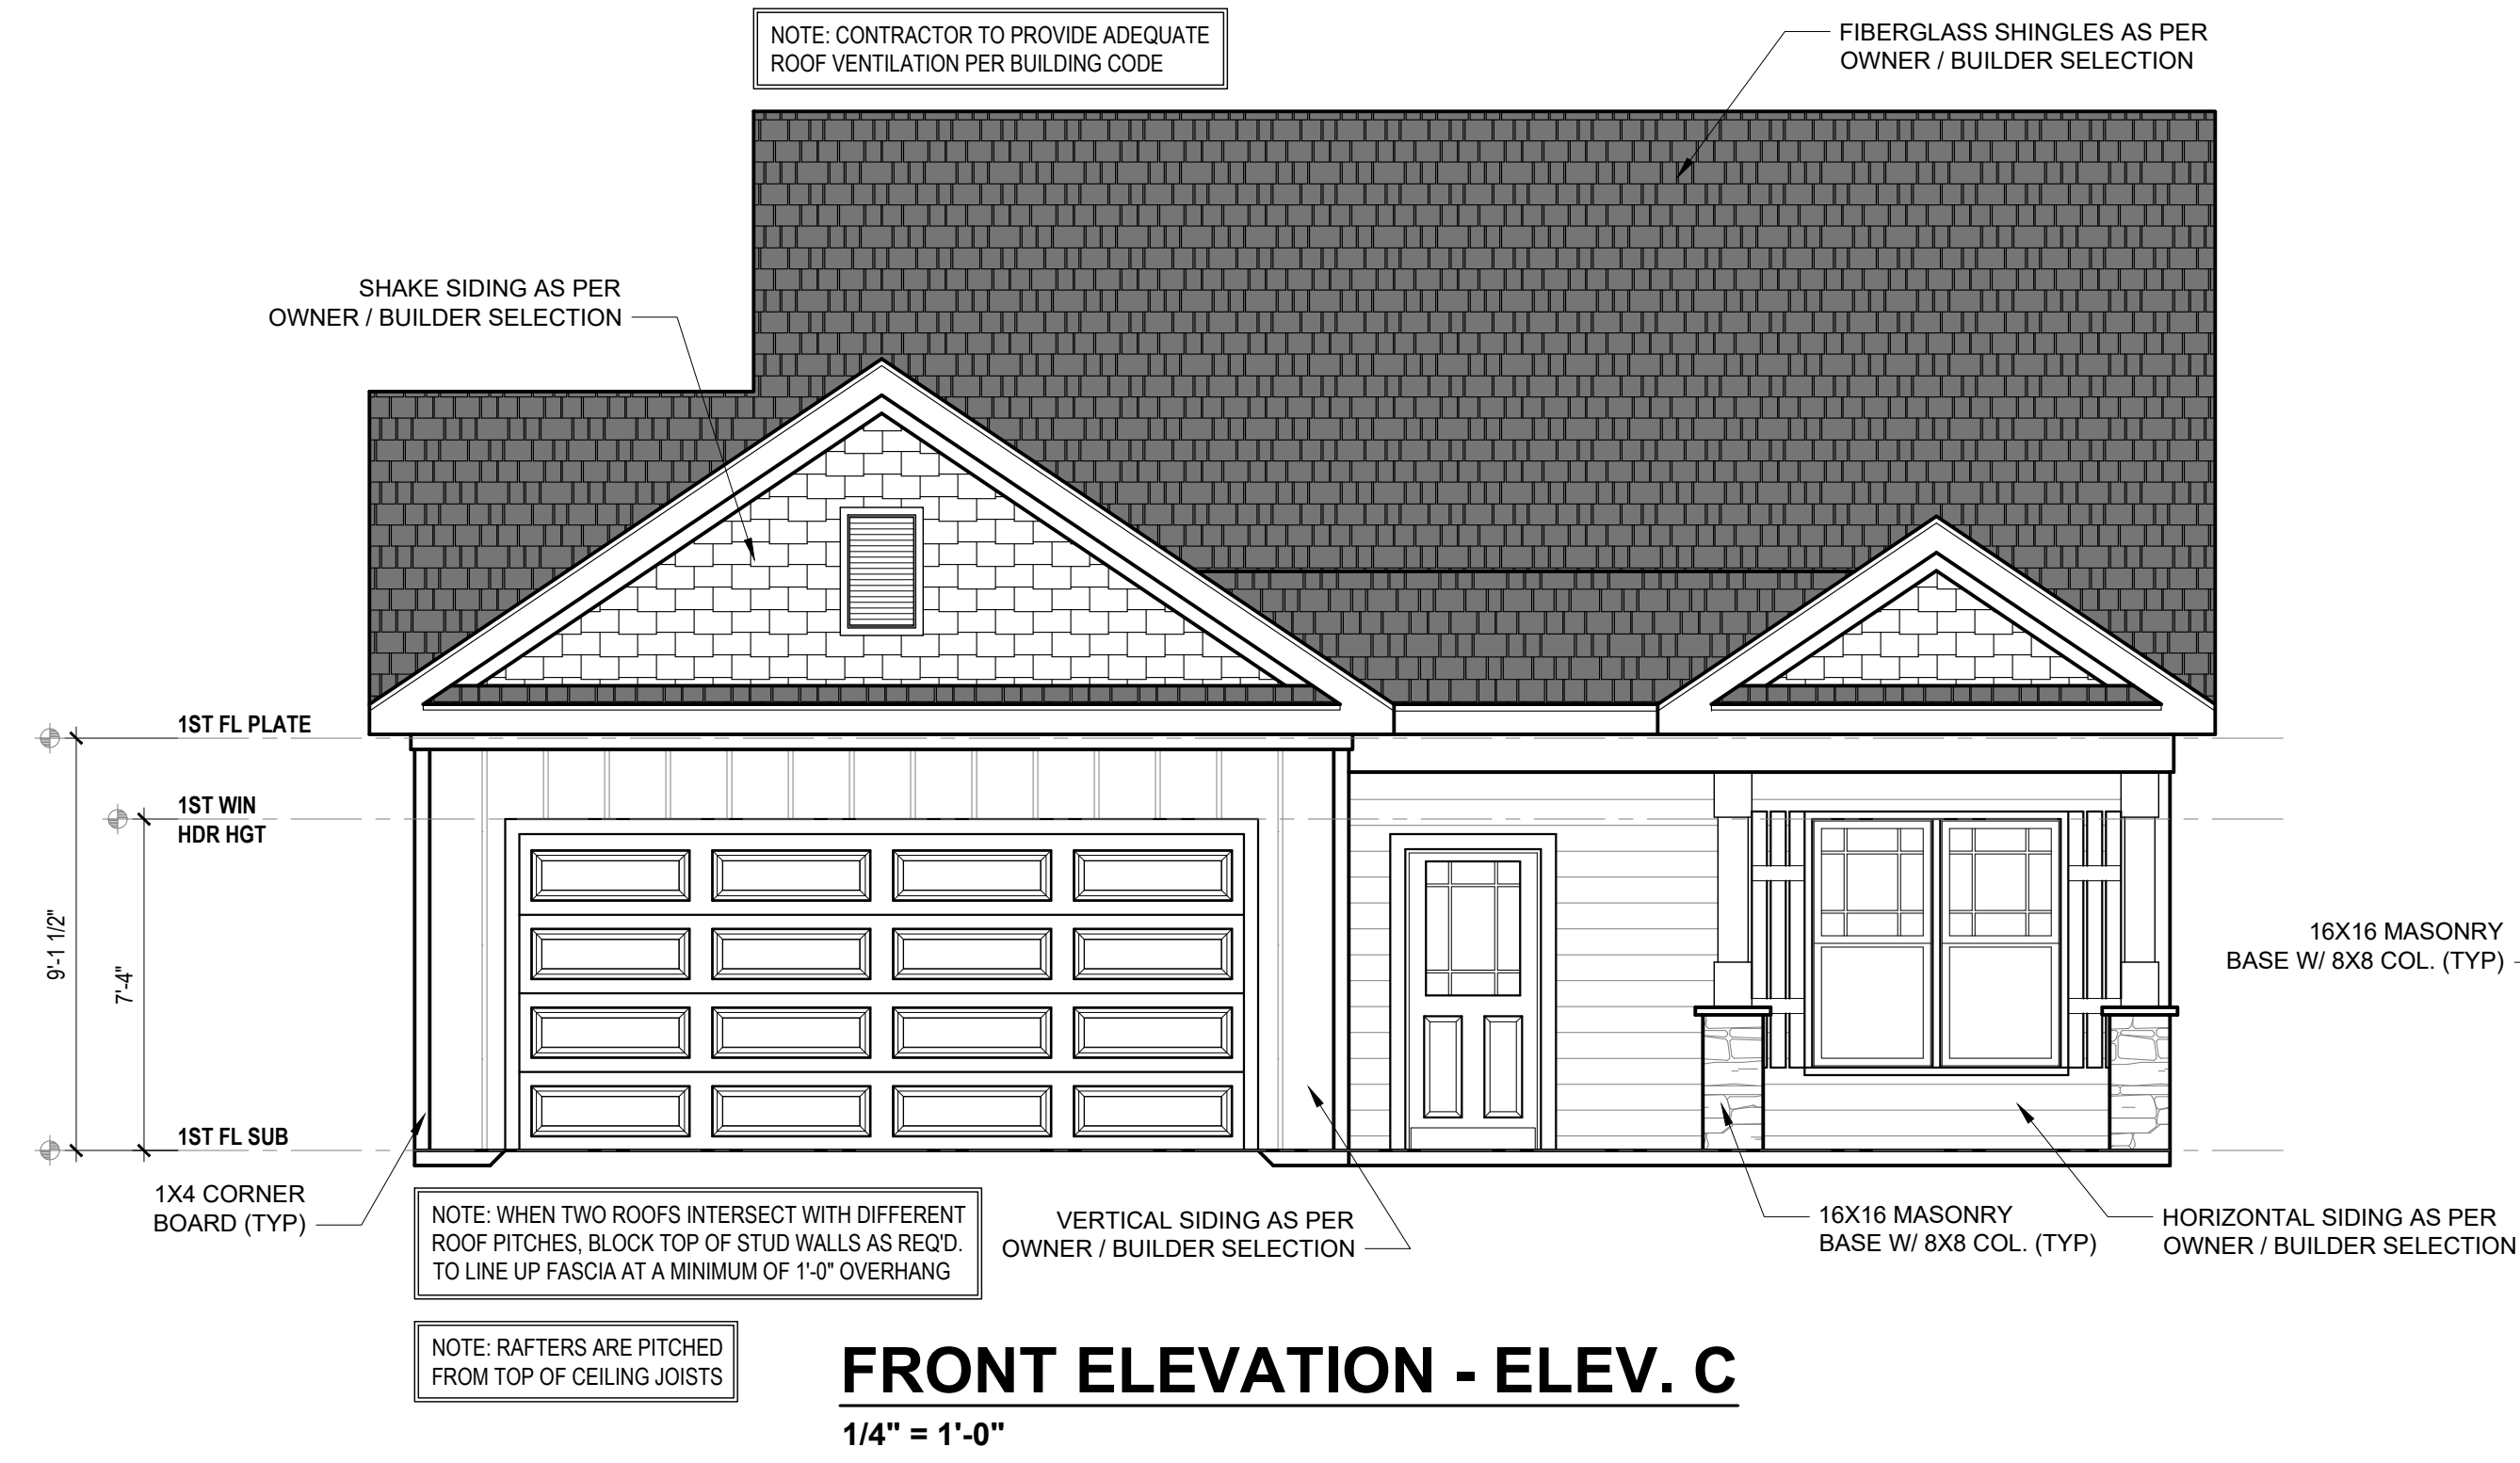 NOTE: CONTRACTOR TO PROVIDE ADEQUATE
ROOF VENTILATION PER BUILDING CODE
FIBERGLASS SHINGLES AS PER
OWNER / BUILDER SELECTION
SHAKE SIDING AS PER
OWNER / BUILDER SELECTION
1ST FL PLATE
1ST WIN
HDR HGT
9'-1 1/2"
7'-4"
16X16 MASONRY
BASE W/ 8X8 COL. (TYP)
1ST FL SUB
1X4 CORNER
BOARD (TYP)
NOTE: WHEN TWO ROOFS INTERSECT WITH DIFFERENT
ROOF PITCHES, BLOCK TOP OF STUD WALLS AS REQ'D.
TO LINE UP FASCIA AT A MINIMUM OF 1'-0" OVERHANG
VERTICAL SIDING AS PER
OWNER / BUILDER SELECTION
16X16 MASONRY
BASE W/ 8X8 COL. (TYP)
HORIZONTAL SIDING AS PER
OWNER / BUILDER SELECTION
NOTE: RAFTERS ARE PITCHED
FROM TOP OF CEILING JOISTS
FRONT ELEVATION - ELEV. C
1/4" = 1'-0"